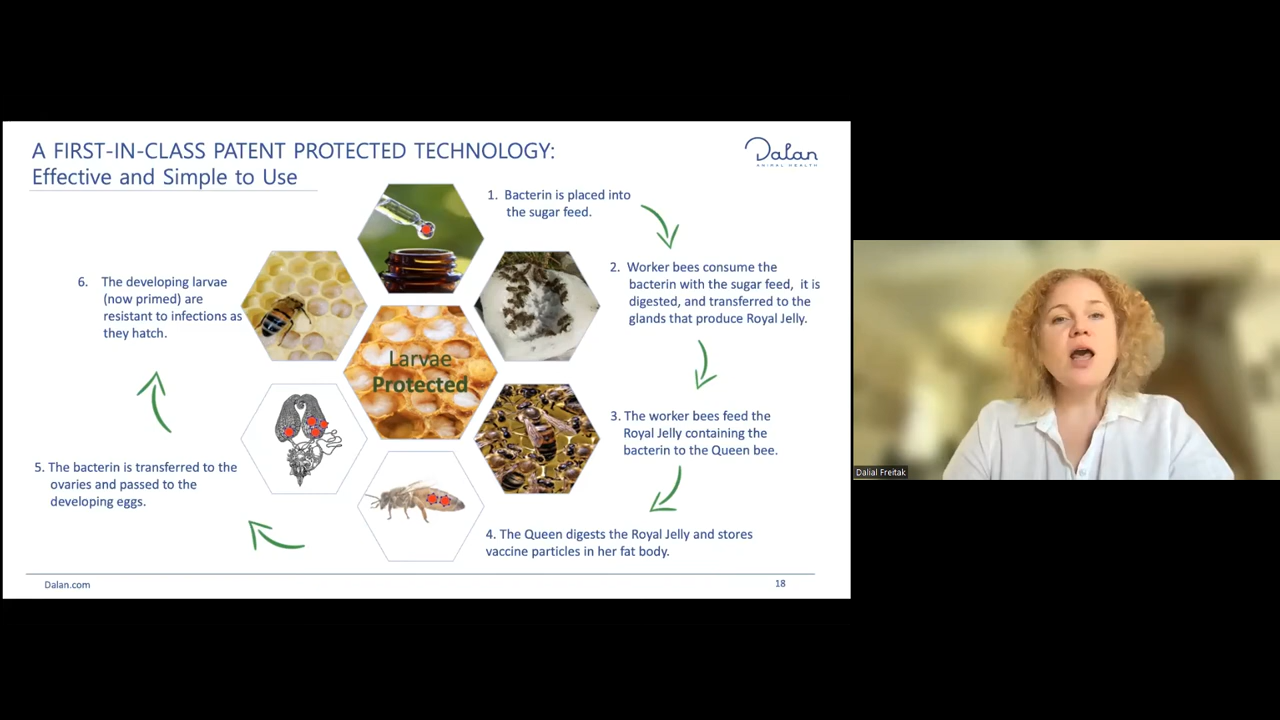 A FIRST-IN-CLASS PATENT PROTECTED TECHNOLOGY:
Effective and Simple to Use
Dalan
ANIMAL HEALTH
1. Bacterin is placed into
the sugar feed.
2. Worker bees consume the
bacterin with the sugar feed, it is
digested, and transferred to the
glands that produce Royal Jelly.
3. The worker bees feed the
Royal Jelly containing the
bacterin to the Queen bee.
4. The Queen digests the Royal Jelly and stores
vaccine particles in her fat body.
5. The bacterin is transferred to the
ovaries and passed to the
developing eggs.
6. The developing larvae
(now primed) are
resistant to infections as
they hatch.
Larvae
Protected
Dalan.com
18
Dalial Freitak